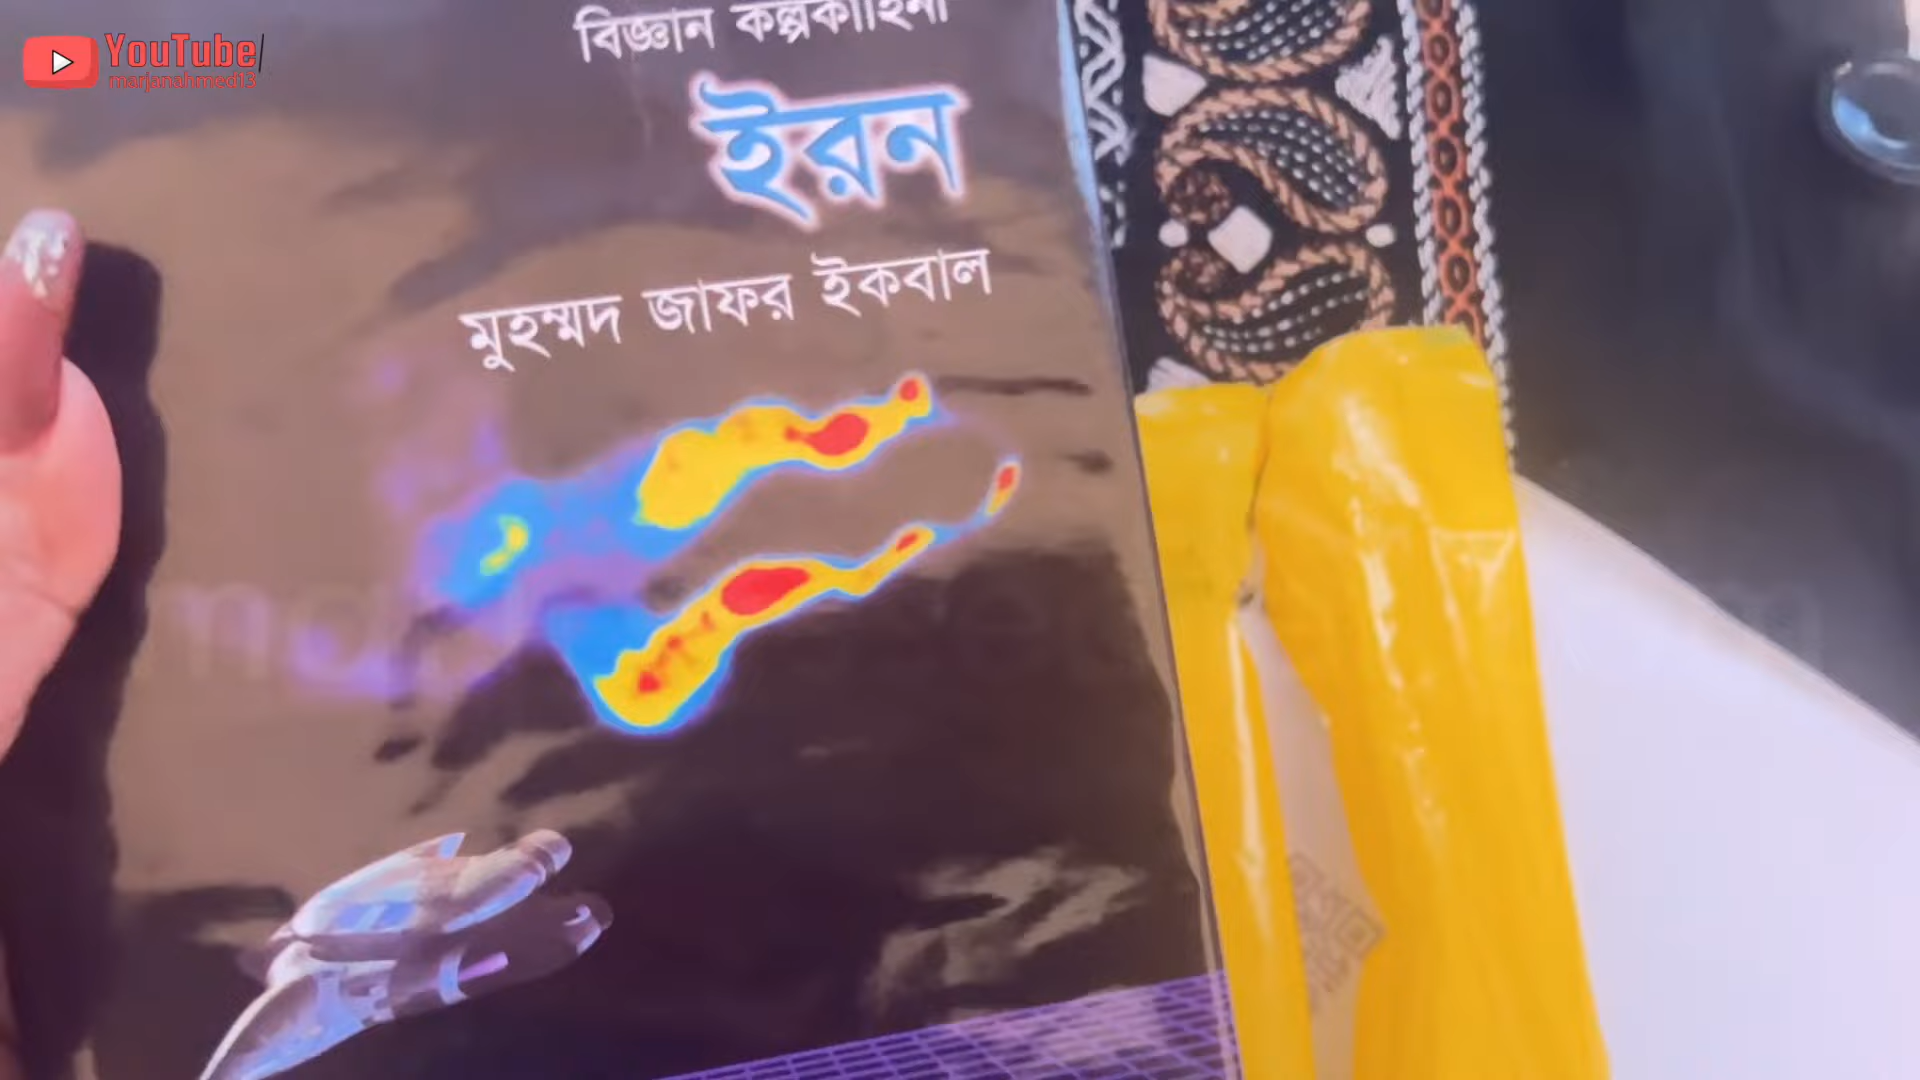 YouTube
marjanahmed13
বিজ্ঞান কল্পকাহিনী
ইরন
মুহম্মদ জাফর ইকবাল